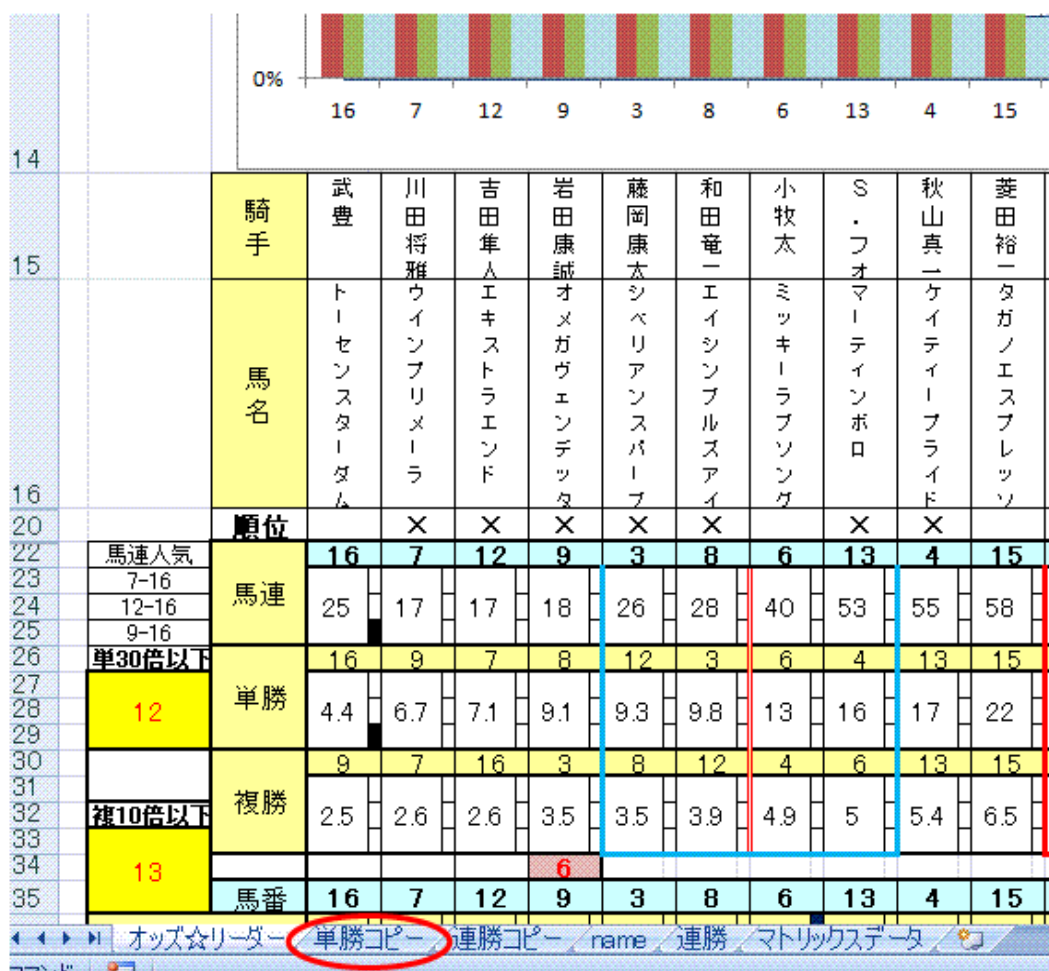 0%
16 7 12 9 3 8 6 13 4 15
14
15
騎手 武豊 川田将雅 吉田隼人 岩田康誠 藤岡康太 和田竜一 小牧太 S.フォ 秋山真一 菱田裕一
16
馬名 トーセンスターダム ウインプリメーラ エキストラエンド オメガヴェンデッタ シベリアンスパーブ エイシンブルズアイ ミッキーラブソング マーティンボロ ケイティープライド タガノエスプレッソ
20 順位 × × × × × × ×
22 馬連人気 16 7 12 9 3 8 6 13 4 15
23 7-16
24 12-16 馬連 25 17 17 18 26 28 40 53 55 58
25 9-16
26 単30倍以下 16 9 7 8 12 3 6 4 13 15
27
28 12 単勝 4.4 6.7 7.1 9.1 9.3 9.8 13 16 17 22
29
30 9 7 16 3 8 12 4 6 13 15
31
32 複10倍以下 複勝 2.5 2.6 2.6 3.5 3.5 3.9 4.9 5 5.4 6.5
33
34 13 6
35 馬番 16 7 12 9 3 8 6 13 4 15
オッズ☆リーダー 単勝コピー 連勝コピー name 連勝 マトリックスデータ